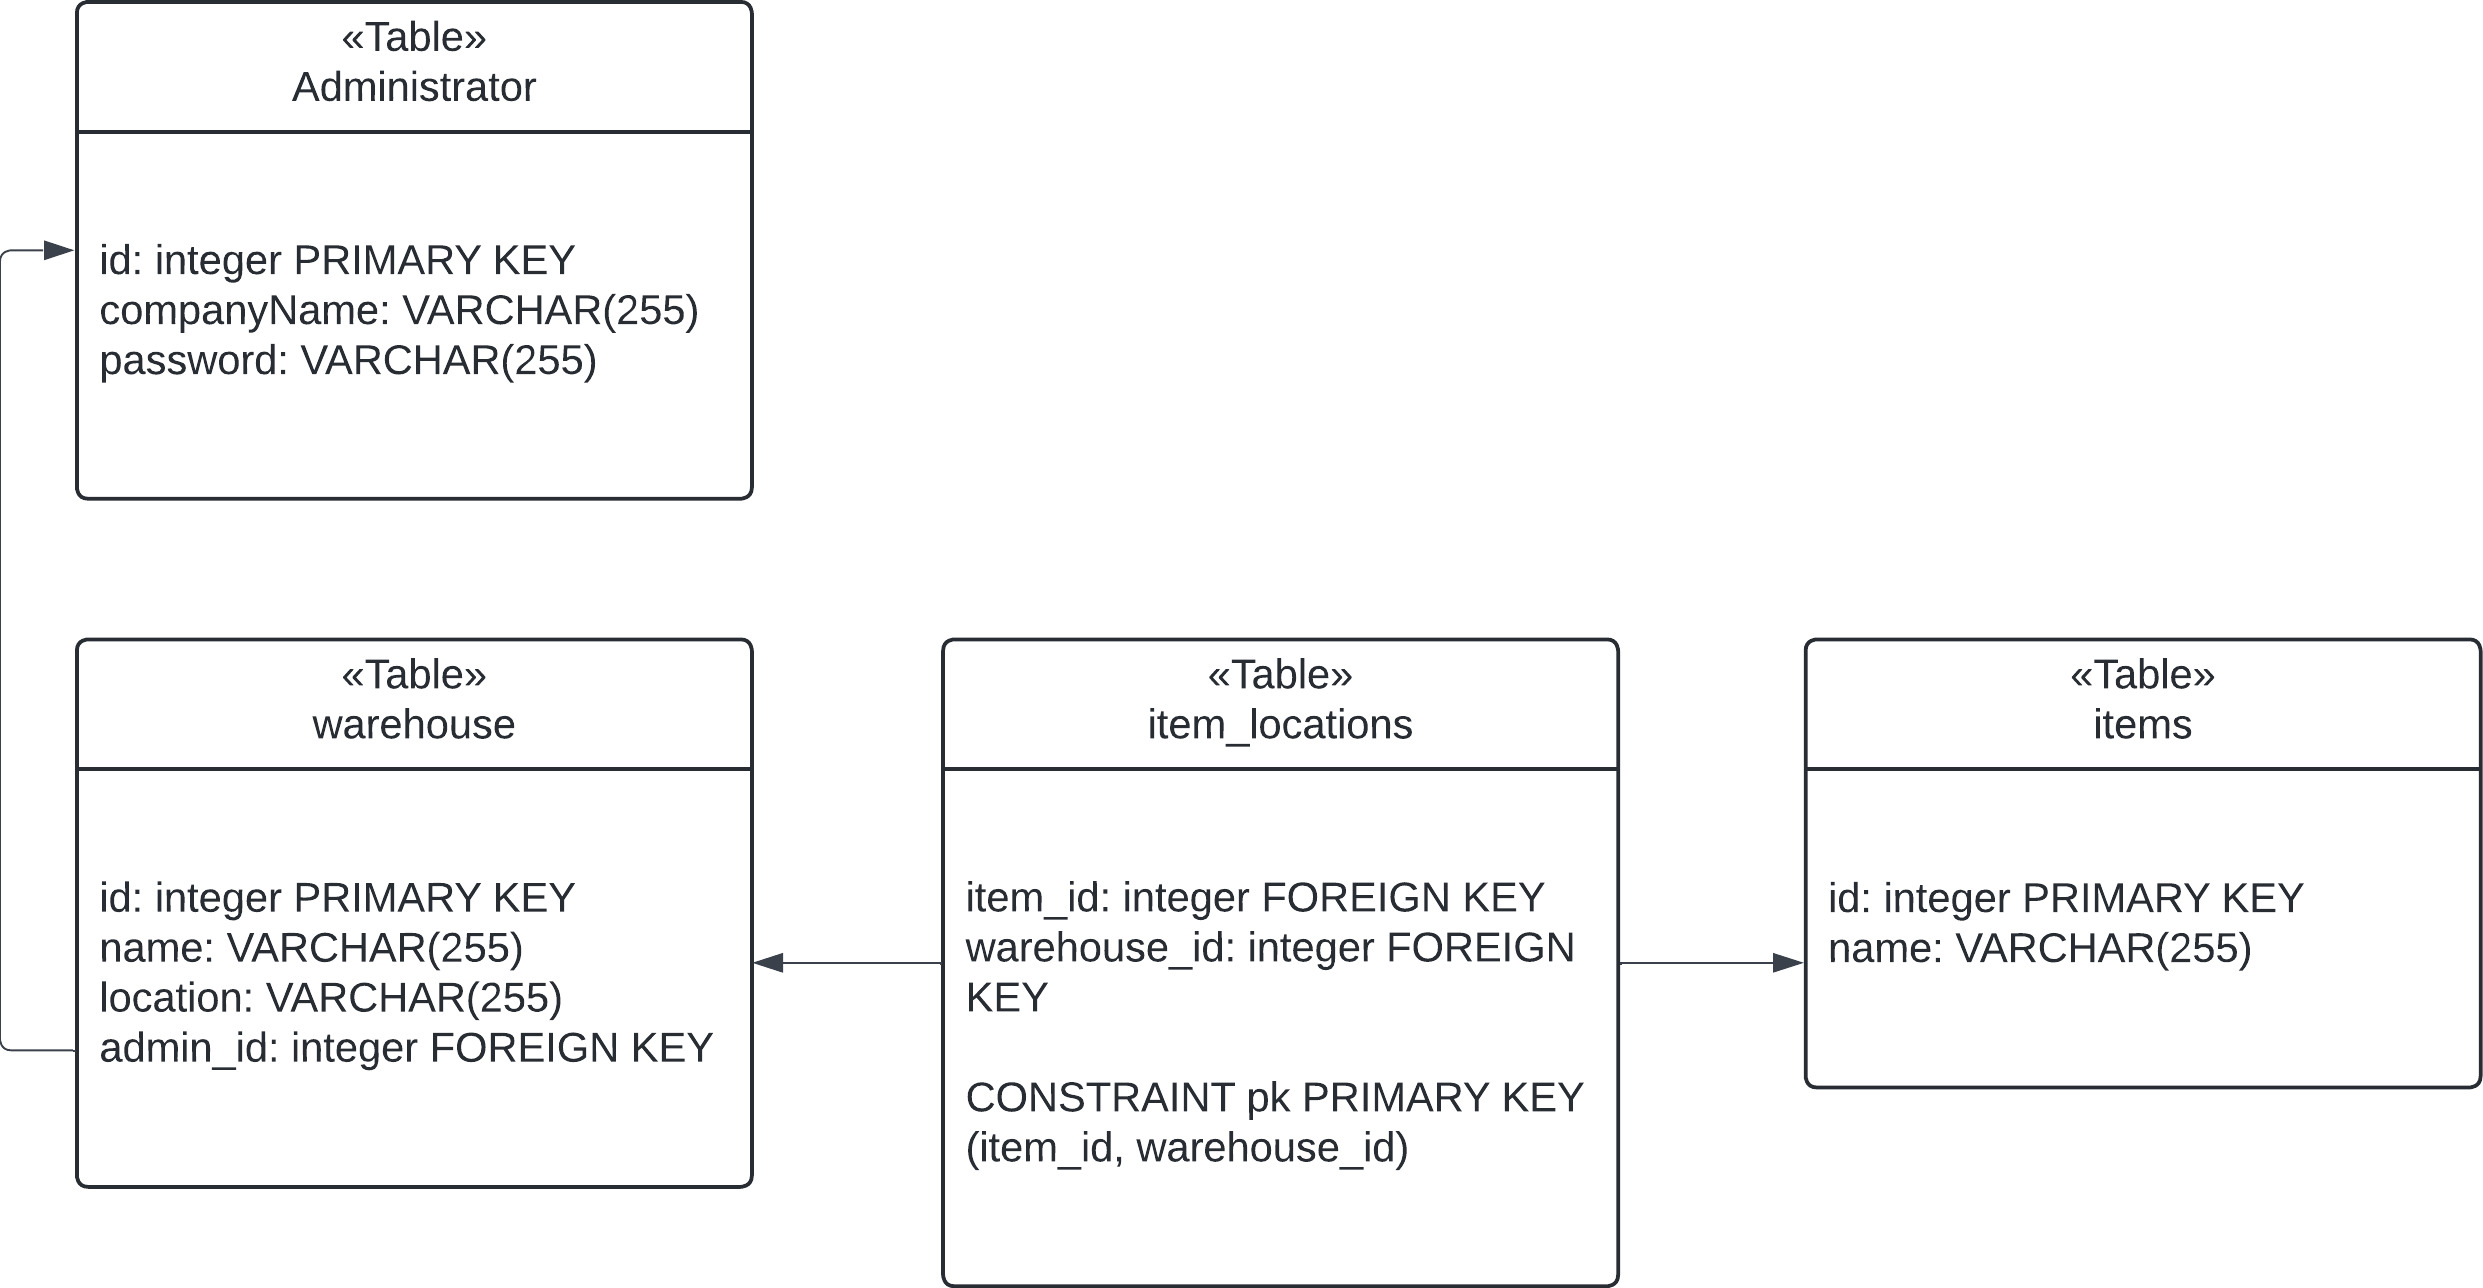 «Table»
Administrator
id: integer PRIMARY KEY
companyName: VARCHAR(255)
password: VARCHAR(255)
«Table»
warehouse
id: integer PRIMARY KEY
name: VARCHAR(255)
location: VARCHAR(255)
admin_id: integer FOREIGN KEY
«Table»
item_locations
item_id: integer FOREIGN KEY
warehouse_id: integer FOREIGN
KEY
CONSTRAINT pk PRIMARY KEY
(item_id, warehouse_id)
«Table»
items
id: integer PRIMARY KEY
name: VARCHAR(255)